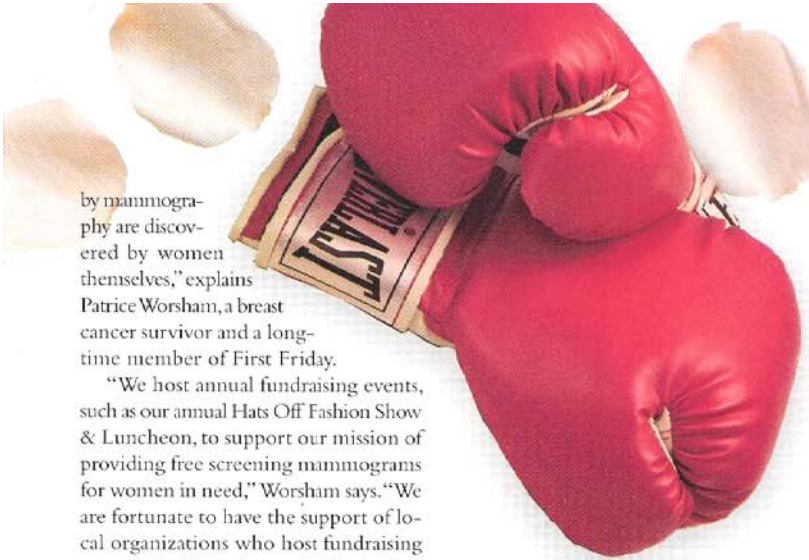 by mammogra-
phy are discov-
ered by women
themselves,” explains
Patrice Worsham, a breast
cancer survivor and a long-
time member of First Friday.
“We host annual fundraising events,
such as our annual Hats Off Fashion Show
& Luncheon, to support our mission of
providing free screening mammograms
for women in need,” Worsham says. “We
are fortunate to have the support of lo-
cal organizations who host fundraising
EVERLAST®